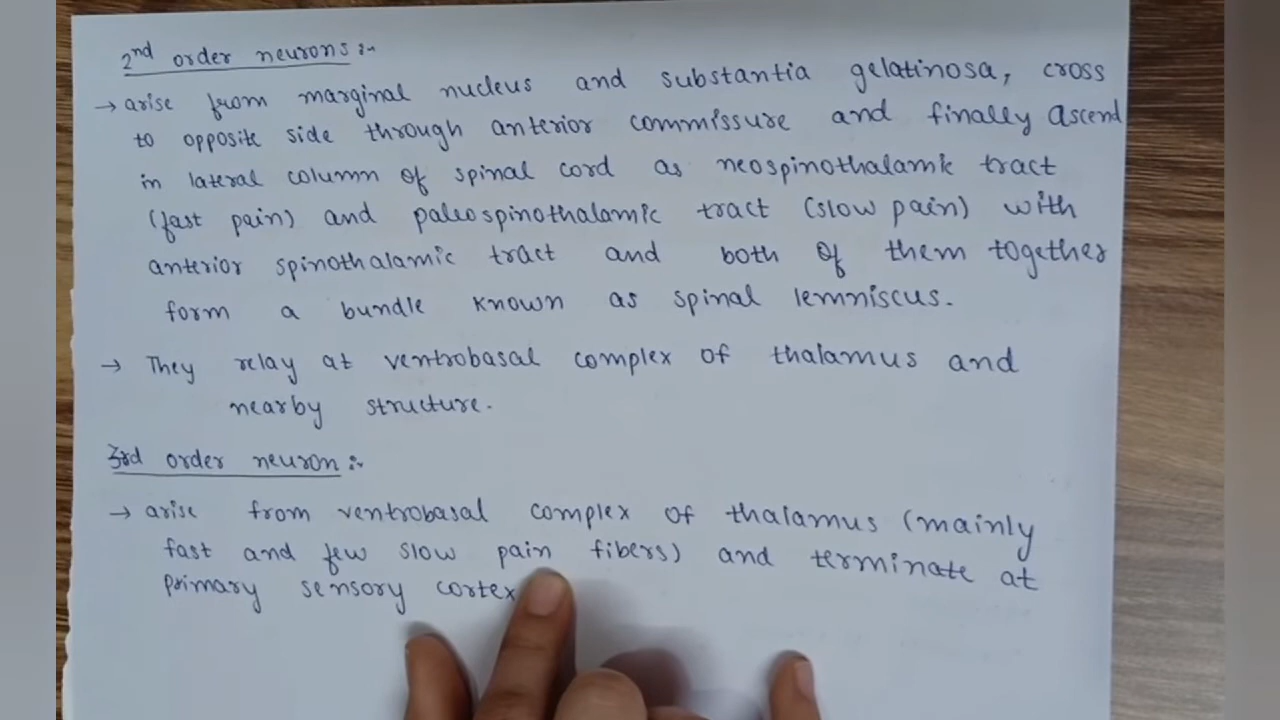 2nd order neurons:-
→ arise from marginal nucleus and substantia gelatinosa, cross
to opposite side through anterior commissure and finally ascend
in lateral column of spinal cord as neospinothalamic tract
(fast pain) and paleospinothalamic tract (slow pain) with
anterior spinothalamic tract and both of them together
form a bundle known as spinal lemniscus.
→ They relay at ventrobasal complex of thalamus and
nearby structure.
3rd order neuron:-
→ arise from ventrobasal complex of thalamus (mainly
fast and few slow pain fibers) and terminate at
primary sensory cortex